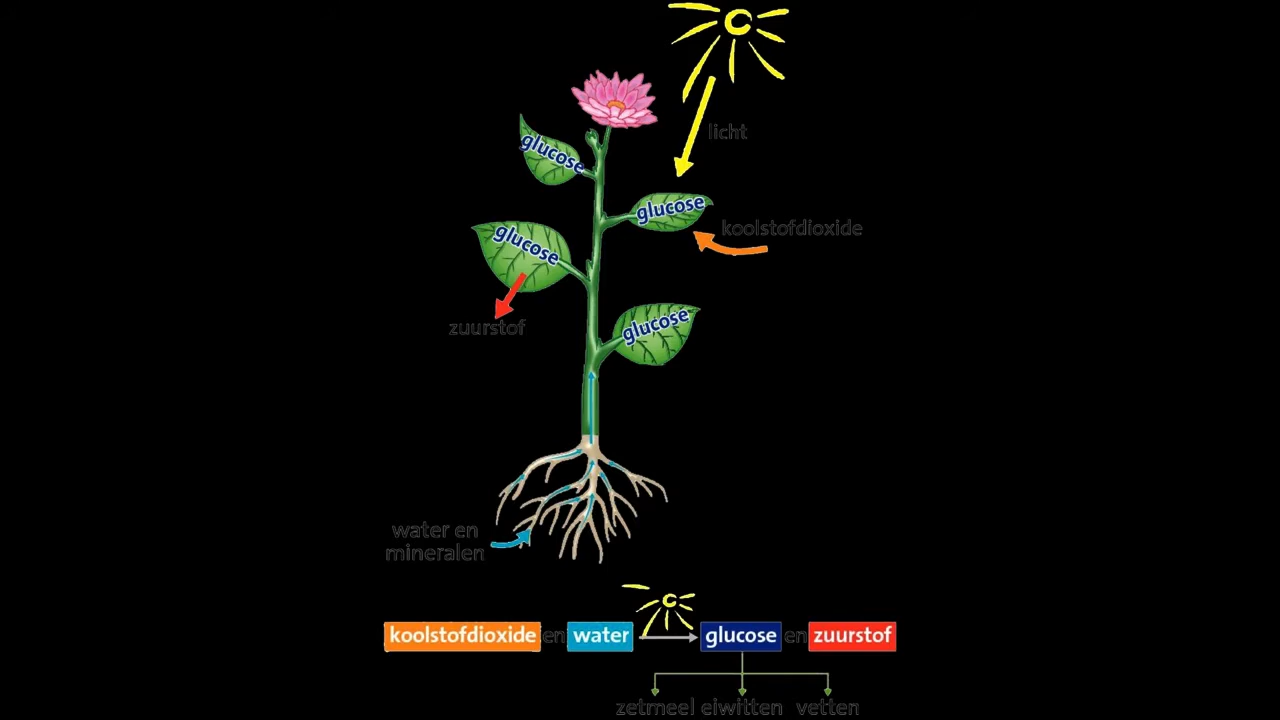 licht
glucose
glucose
koolstofdioxide
glucose
zuurstof
glucose
water en
mineralen
koolstofdioxide en water glucose en zuurstof
zetmeel eiwitten vetten